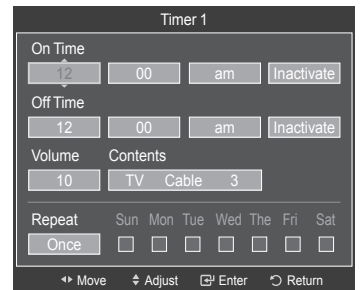 Timer 1
On Time
12 00 am Inactivate
Off Time
12 00 am Inactivate
Volume Contents
10 TV Cable 3
Repeat Sun Mon Tue Wed The Fri Sat
Once
Move Adjust Enter Return